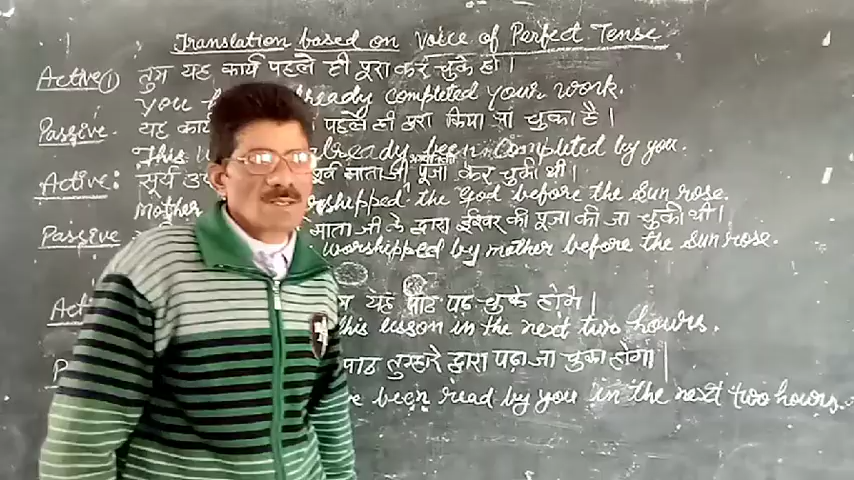 Translation based on Voice of Perfect Tense
Active ① तुम यह कार्य पहले ही पूरा कर चुके हो।
You already completed your work.
Passive. यह कार्य पहले ही पूरा किया जा चुका है।
This already been completed by you.
Active: सूर्य पूर्व माताजी पूजा कर चुकी थी।
Mother worshipped the God before the Sun rose.
Passive माता जी के द्वारा ईश्वर की पूजा की जा चुकी थी।
worshipped by mother before the Sun rose.
यह पाठ पढ़ चुके होगे।
this lesson in the next two hours.
पाठ तुम्हारे द्वारा पढ़ा जा चुका होगा।
been read by you in the next two hours.